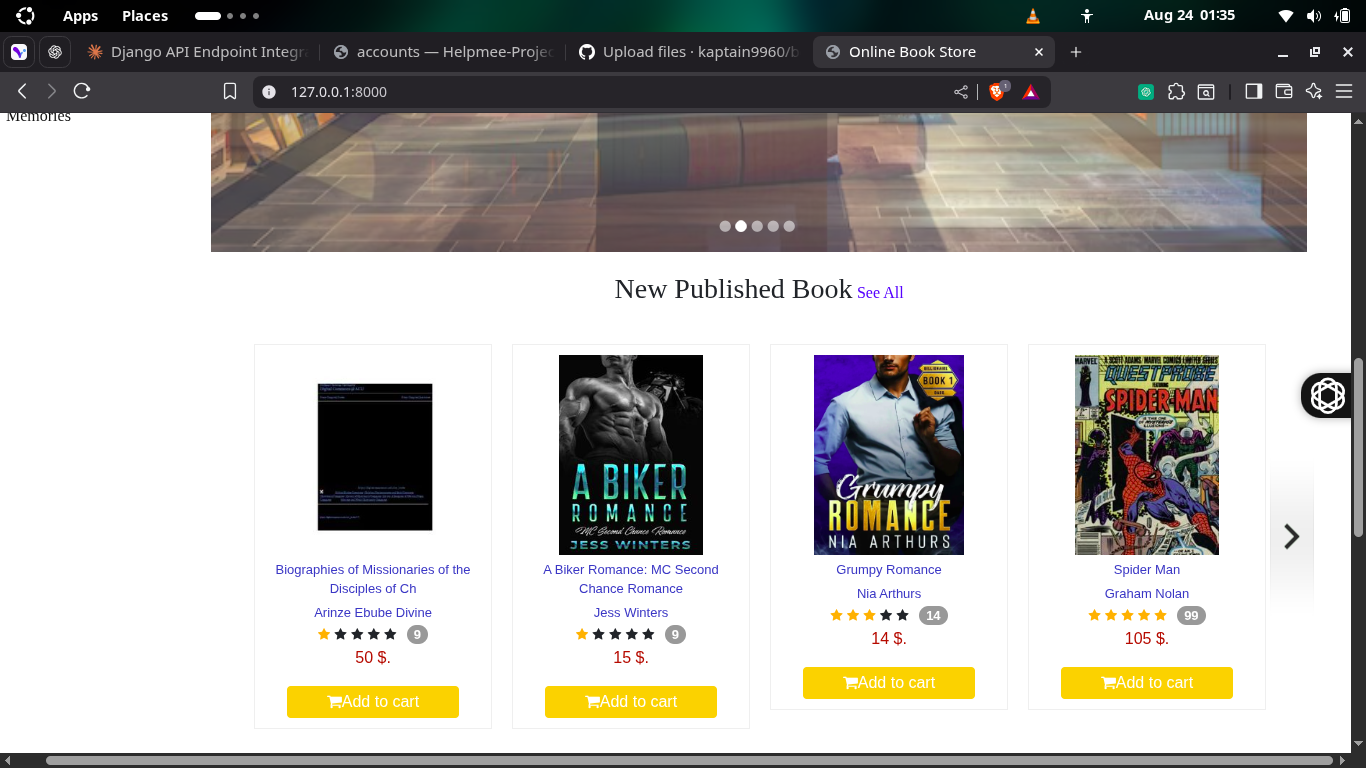 Apps Places Aug 24 01:35
Django API Endpoint Integra
accounts — Helpmee-Projec
Upload files · kaptain9960/b
Online Book Store
127.0.0.1:8000
1
Memories
New Published Book See All
BOOK 1
A BIKER
ROMANCE
MC Second Chance Romance
JESS WINTERS
Grumpy
ROMANCE
NIA ARTHURS
MARVEL
QUESTPROBE
FEATURING
SPIDER-MAN
Biographies of Missionaries of the
Disciples of Ch
Arinze Ebube Divine
9
50 $.
Add to cart
A Biker Romance: MC Second
Chance Romance
Jess Winters
9
15 $.
Add to cart
Grumpy Romance
Nia Arthurs
14
14 $.
Add to cart
Spider Man
Graham Nolan
99
105 $.
Add to cart